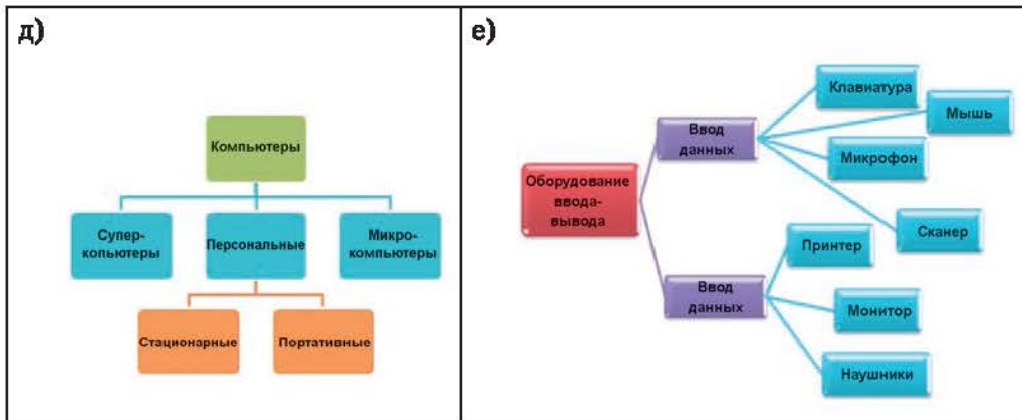 д)
Компьютеры
Супер-
копьютеры
Персональные
Микро-
компьютеры
Стационарные
Портативные
е)
Оборудование
ввода-
вывода
Ввод
данных
Клавиатура
Мышь
Микрофон
Сканер
Ввод
данных
Принтер
Монитор
Наушники